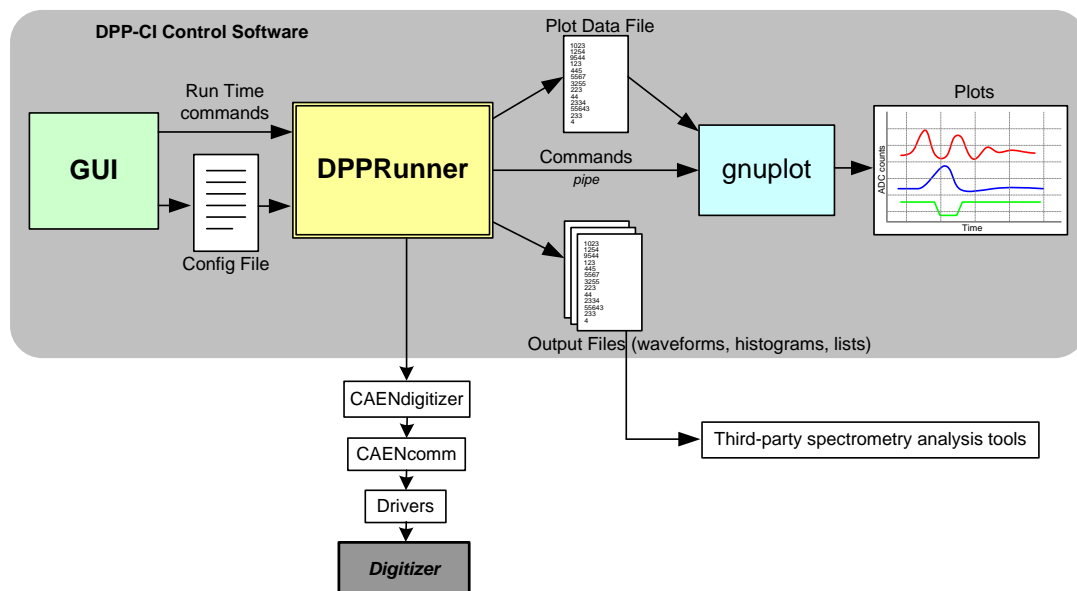 DPP-CI Control Software
Plot Data File
1023
1254
9544
123
445
5567
3255
223
44
2334
55643
233
4
Run Time
commands
GUI
Config File
DPPRunner
Commands
pipe
gnuplot
Plots
ADC counts
Time
1023
1254
9544
123
445
5567
3255
223
44
2334
55643
233
4
Output Files (waveforms, histograms, lists)
CAENdigitizer
CAENcomm
Drivers
Digitizer
Third-party spectrometry analysis tools